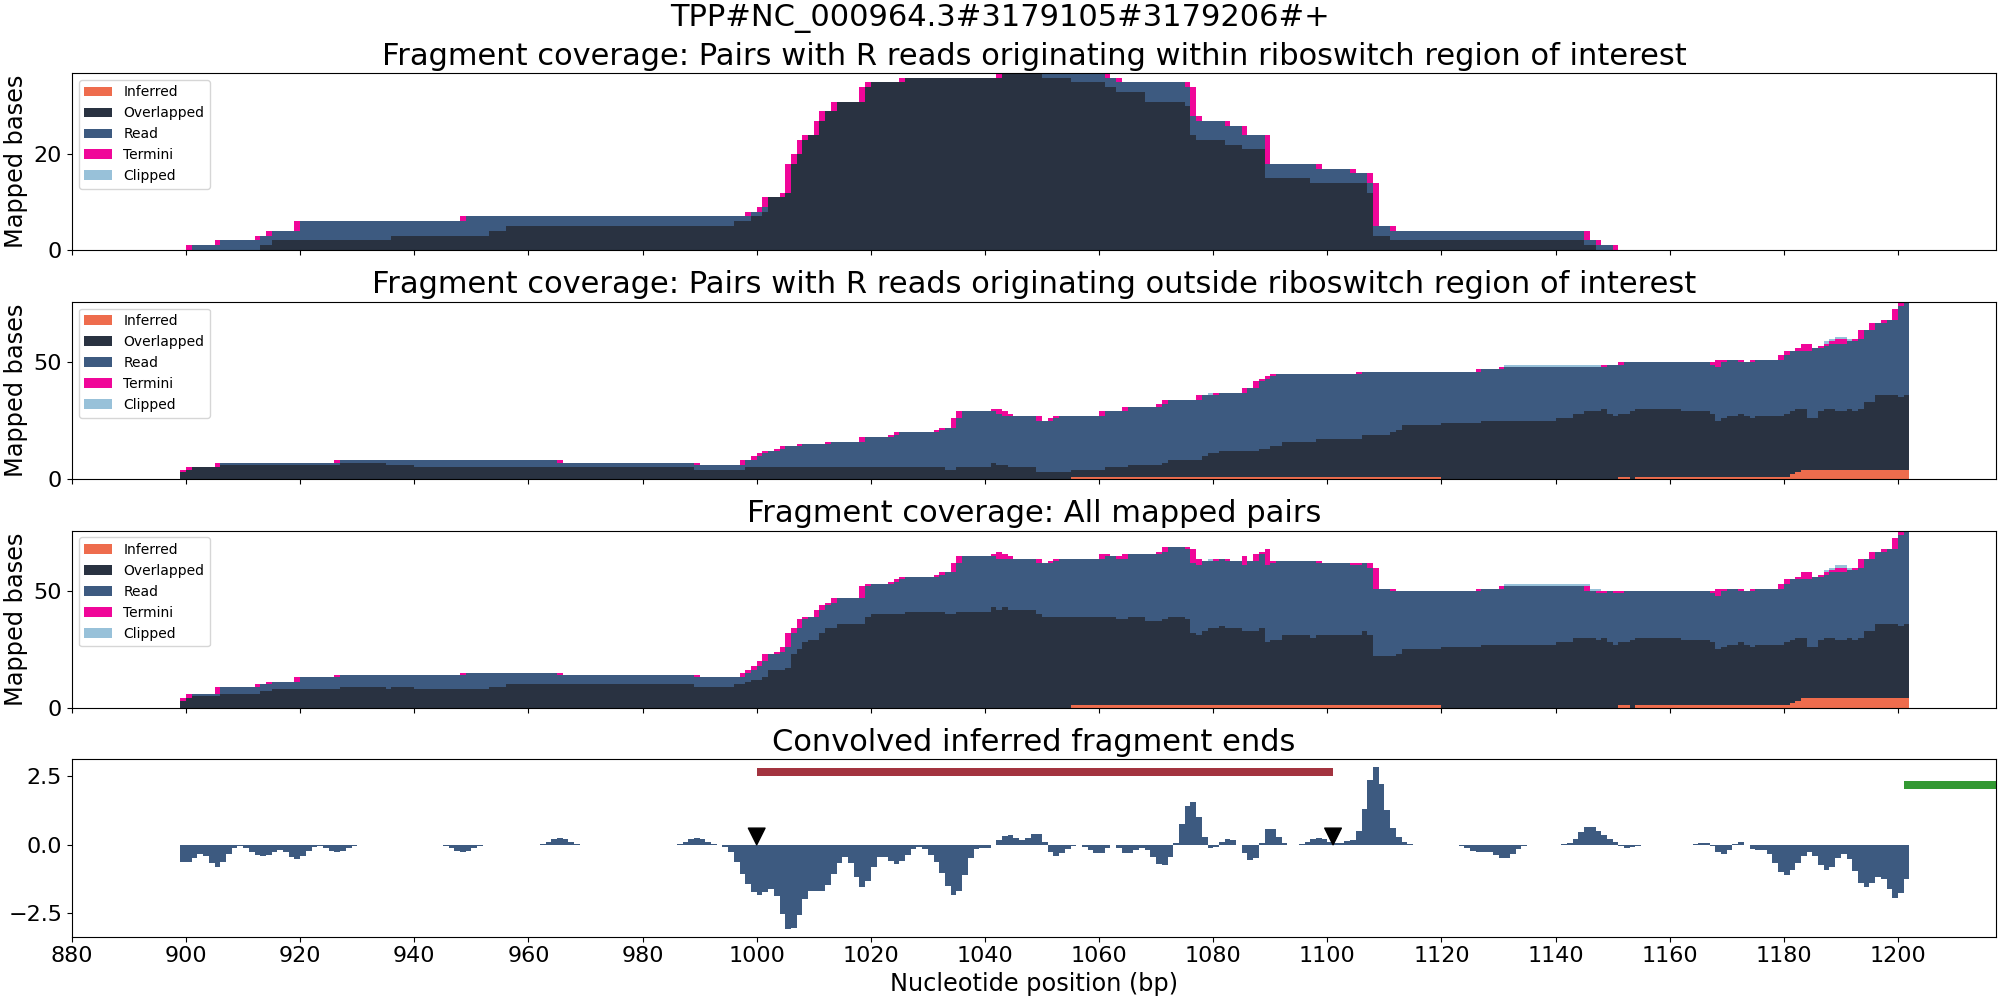 TPP#NC_000964.3#3179105#3179206#+
Fragment coverage: Pairs with R reads originating within riboswitch region of interest
Mapped bases
20
0
Inferred
Overlapped
Read
Termini
Clipped
Fragment coverage: Pairs with R reads originating outside riboswitch region of interest
Mapped bases
50
0
Inferred
Overlapped
Read
Termini
Clipped
Fragment coverage: All mapped pairs
Mapped bases
50
0
Inferred
Overlapped
Read
Termini
Clipped
Convolved inferred fragment ends
2.5
0.0
−2.5
880 900 920 940 960 980 1000 1020 1040 1060 1080 1100 1120 1140 1160 1180 1200
Nucleotide position (bp)